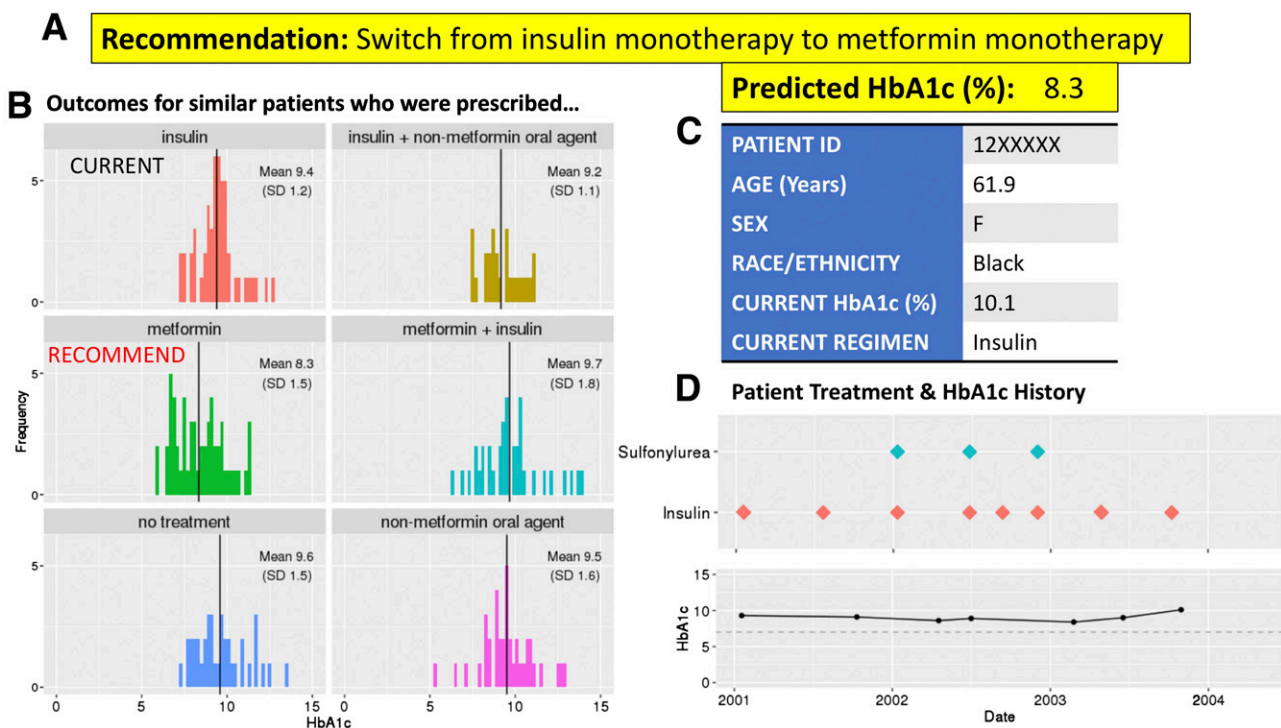 A
Recommendation: Switch from insulin monotherapy to metformin monotherapy
Predicted HbA1c (%): 8.3
B Outcomes for similar patients who were prescribed...
insulin
CURRENT
Mean 9.4
(SD 1.2)
insulin + non-metformin oral agent
Mean 9.2
(SD 1.1)
5
0
metformin
RECOMMEND
Mean 8.3
(SD 1.5)
metformin + insulin
Mean 9.7
(SD 1.8)
Frequency
5
0
no treatment
Mean 9.6
(SD 1.5)
non-metformin oral agent
Mean 9.5
(SD 1.6)
5
0
0 5 10 15 0 5 10 15
HbA1c
C
PATIENT ID 12XXXXX
AGE (Years) 61.9
SEX F
RACE/ETHNICITY Black
CURRENT HbA1c (%) 10.1
CURRENT REGIMEN Insulin
D Patient Treatment & HbA1c History
Sulfonylurea
Insulin
2001 2002 2003 2004
HbA1c
15
10
5
0
2001 2002 2003 2004
Date